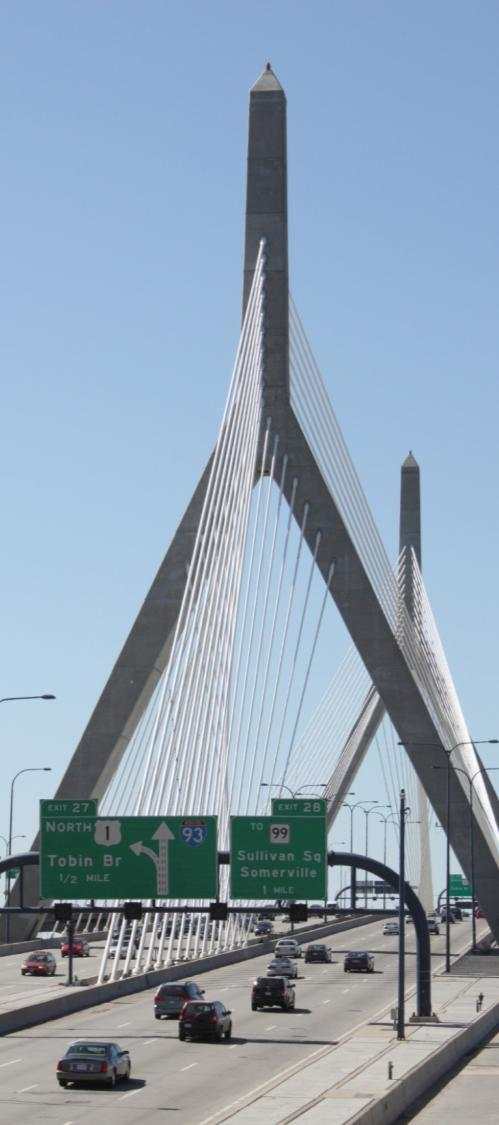 EXIT 27
NORTH 1 93
Tobin Br
1/2 MILE
EXIT 28
TO 99
Sullivan Sq
Somerville
1 MILE